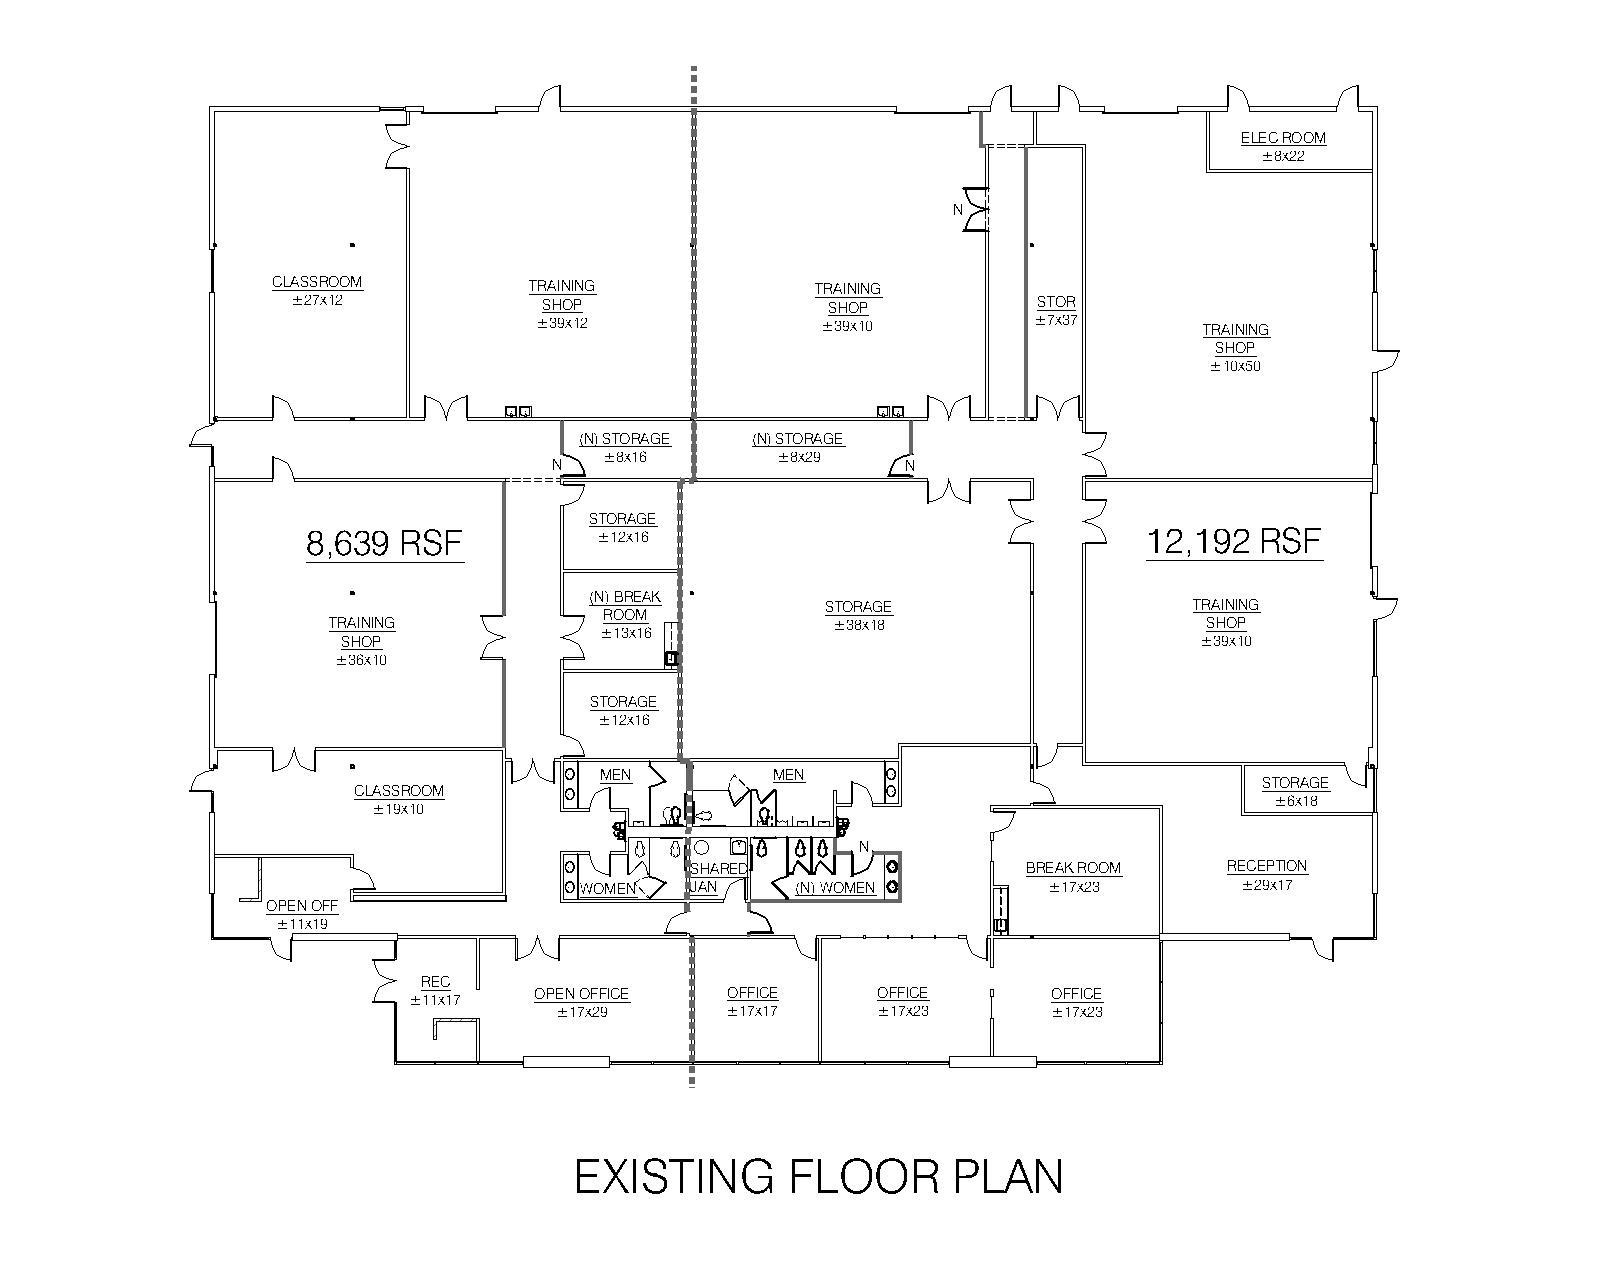 ELEC ROOM
±8x22
N
CLASSROOM
±27x12
TRAINING
SHOP
±39x12
TRAINING
SHOP
±39x10
STOR
±7x37
TRAINING
SHOP
±10x50
(N) STORAGE
±8x16
N
(N) STORAGE
±8x29
N
8,639 RSF
STORAGE
±12x16
12,192 RSF
(N) BREAK
ROOM
±13x16
TRAINING
SHOP
±36x10
STORAGE
±38x18
TRAINING
SHOP
±39x10
STORAGE
±12x16
MEN
MEN
CLASSROOM
±19x10
STORAGE
±6x18
N
SHARED
JAN
WOMEN
(N) WOMEN
BREAK ROOM
±17x23
RECEPTION
±29x17
OPEN OFF
±11x19
REC
±11x17
OPEN OFFICE
±17x29
OFFICE
±17x17
OFFICE
±17x23
OFFICE
±17x23
EXISTING FLOOR PLAN